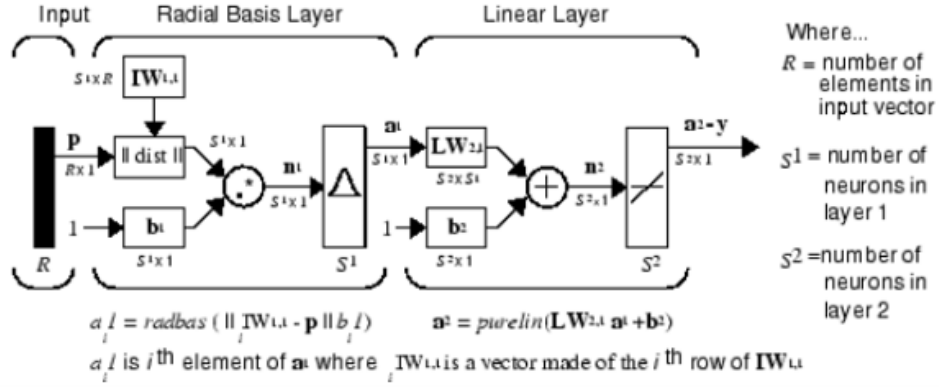 Input Radial Basis Layer Linear Layer
Where...
R = number of
elements in
input vector
S¹ = number of
neurons in
layer 1
S² =number of
neurons in
layer 2
S¹xR IW¹,¹
p
Rx1
|| dist ||
S¹x1
.*
n¹
S¹x1
a¹
S¹x1
1 b¹
S¹x1
R
S¹
LW²,¹
S²xS¹
+
n²
S²x1
a²=y
S²x1
1 b²
S²x1
S²
aᵢ¹ = radbas ( || ᵢIW¹,¹ - p || bᵢ¹) a² = purelin(LW²,¹ a¹ +b²)
aᵢ¹ is i th element of a¹ where ᵢIW¹,¹ is a vector made of the i th row of IW¹,¹